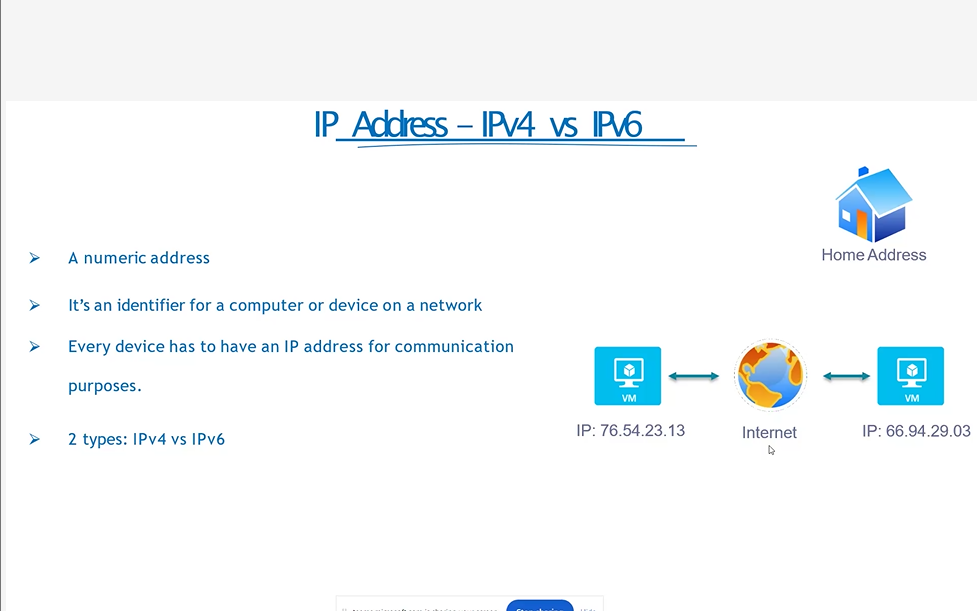 IP Address – IPv4 vs IPV6
Home Address
➢ A numeric address
➢ It’s an identifier for a computer or device on a network
➢ Every device has to have an IP address for communication
purposes.
➢ 2 types: IPv4 vs IPv6
VM
VM
IP: 76.54.23.13
Internet
IP: 66.94.29.03